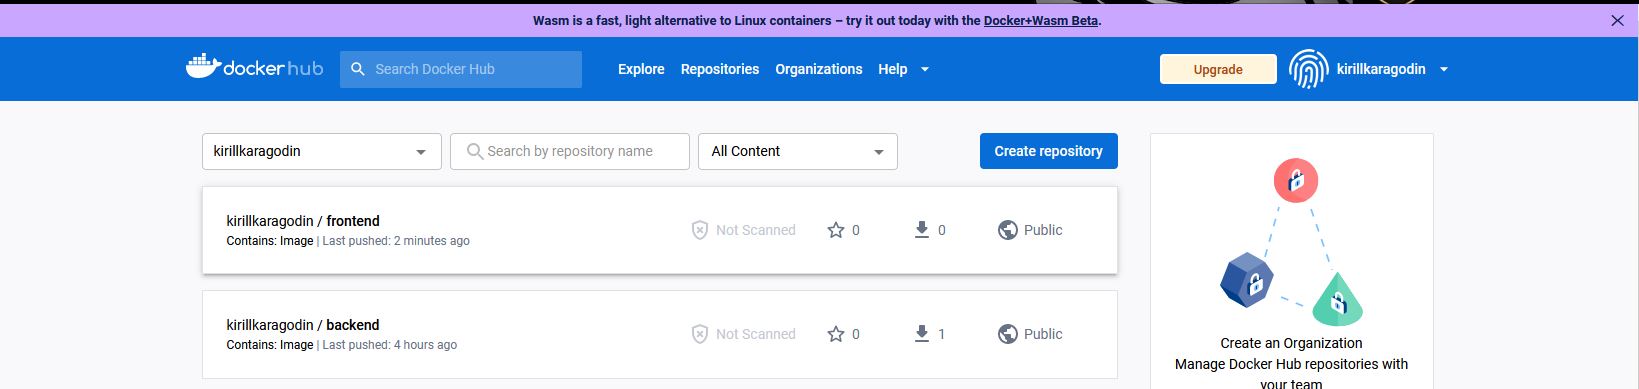 Wasm is a fast, light alternative to Linux containers – try it out today with the Docker+Wasm Beta.
dockerhub
Search Docker Hub
Explore
Repositories
Organizations
Help
Upgrade
kirillkaragodin
kirillkaragodin
Search by repository name
All Content
Create repository
kirillkaragodin / frontend
Contains: Image | Last pushed: 2 minutes ago
Not Scanned
0
0
Public
kirillkaragodin / backend
Contains: Image | Last pushed: 4 hours ago
Not Scanned
0
1
Public
Create an Organization
Manage Docker Hub repositories with
your team